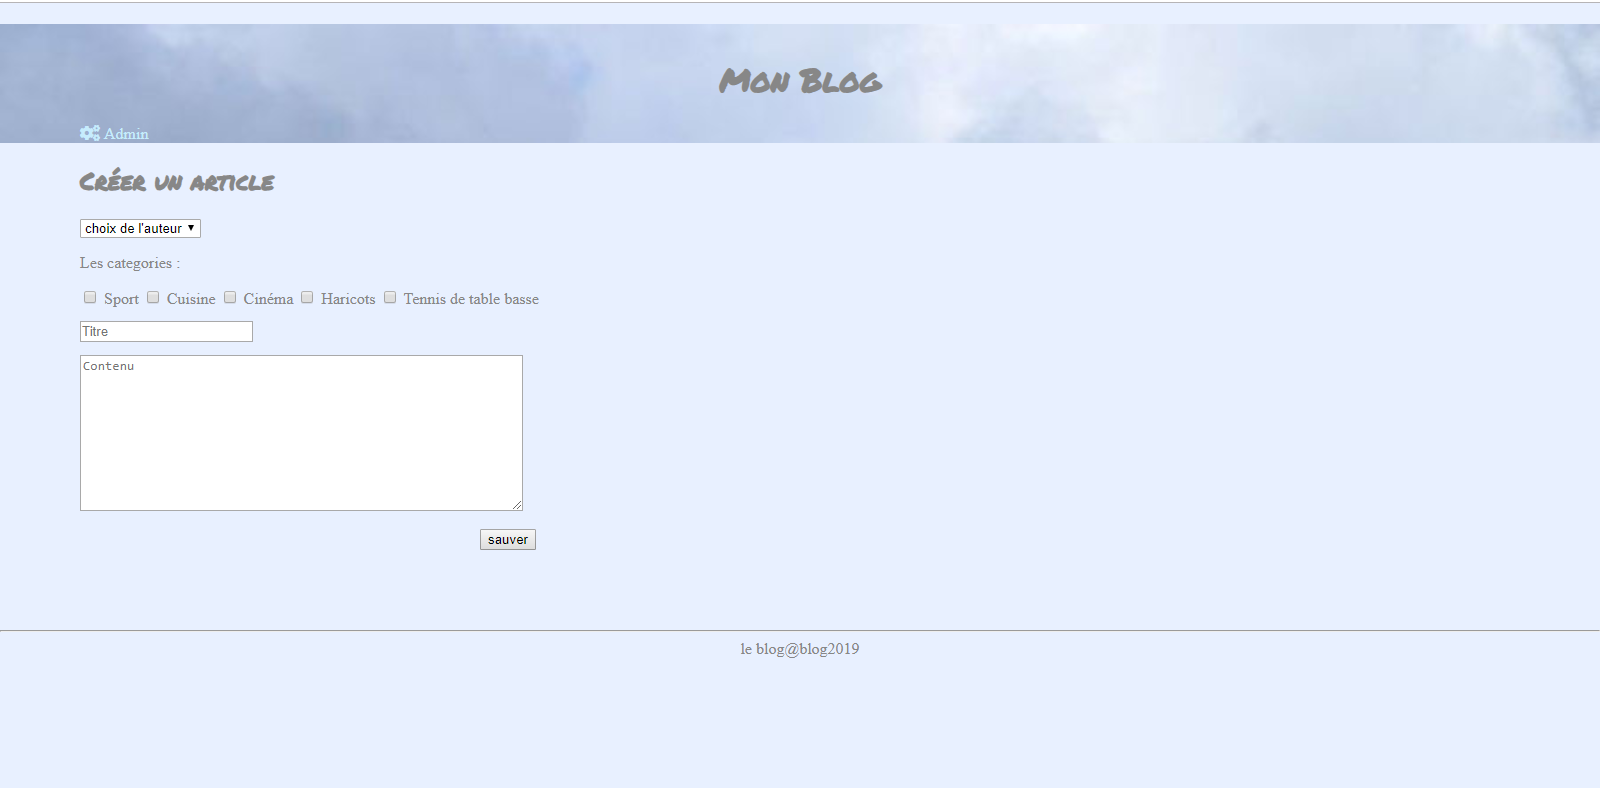 Mon Blog
Admin
Créer un article
choix de l'auteur
Les categories :
Sport Cuisine Cinéma Haricots Tennis de table basse
Titre
Contenu
sauver
le blog@blog2019